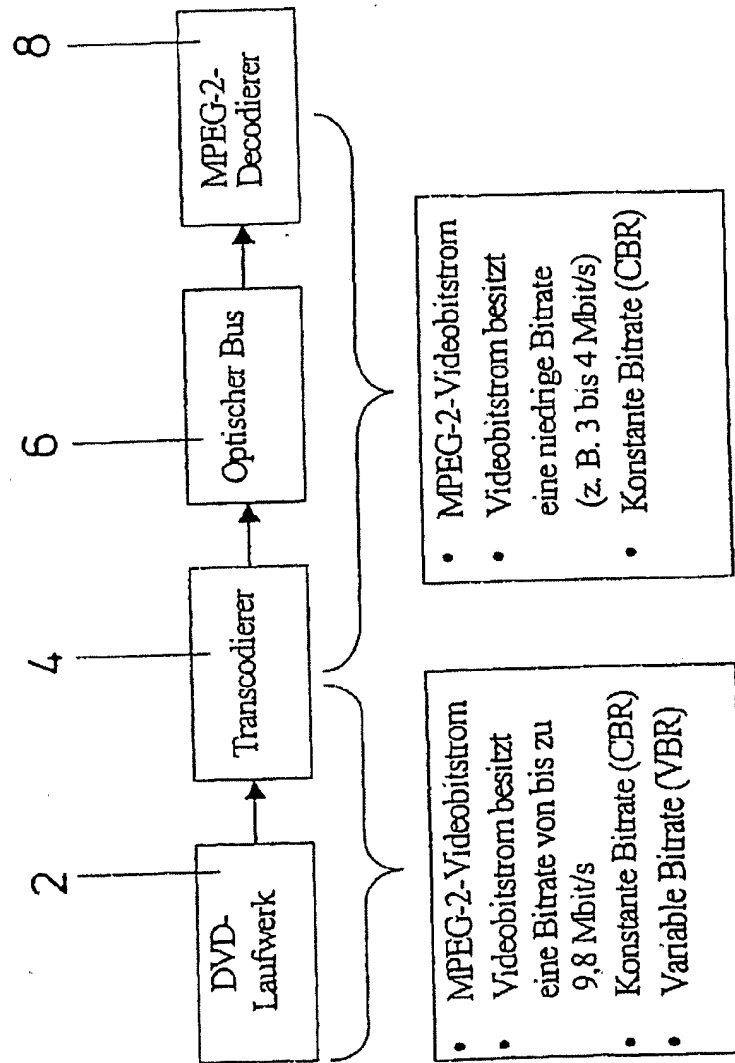 2
4
6
8
DVD-
Laufwerk
Transcodierer
Optischer Bus
MPEG-2-
Decodierer
• MPEG-2-Videobitstrom
• Videobitstrom besitzt
eine Bitrate von bis zu
9,8 Mbit/s
• Konstante Bitrate (CBR)
• Variable Bitrate (VBR)
• MPEG-2-Videobitstrom
• Videobitstrom besitzt
eine niedrige Bitrate
(z. B. 3 bis 4 Mbit/s)
• Konstante Bitrate (CBR)